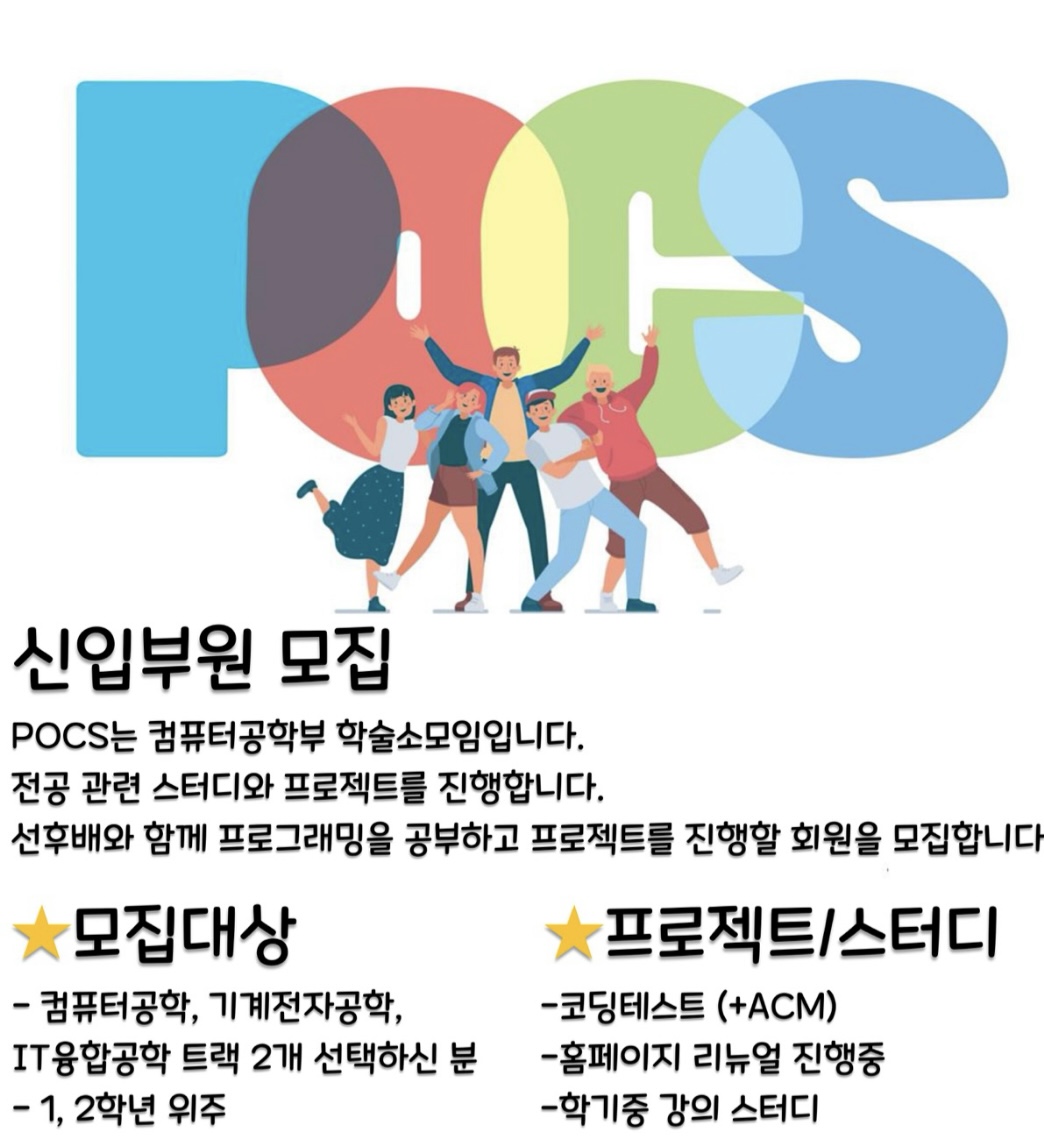 POCS
신입부원 모집
POCS는 컴퓨터공학부 학술소모임입니다.
전공 관련 스터디와 프로젝트를 진행합니다.
선후배와 함께 프로그래밍을 공부하고 프로젝트를 진행할 회원을 모집합니다
★모집대상
- 컴퓨터공학, 기계전자공학,
IT융합공학 트랙 2개 선택하신 분
- 1, 2학년 위주
★프로젝트/스터디
-코딩테스트 (+ACM)
-홈페이지 리뉴얼 진행중
-학기중 강의 스터디